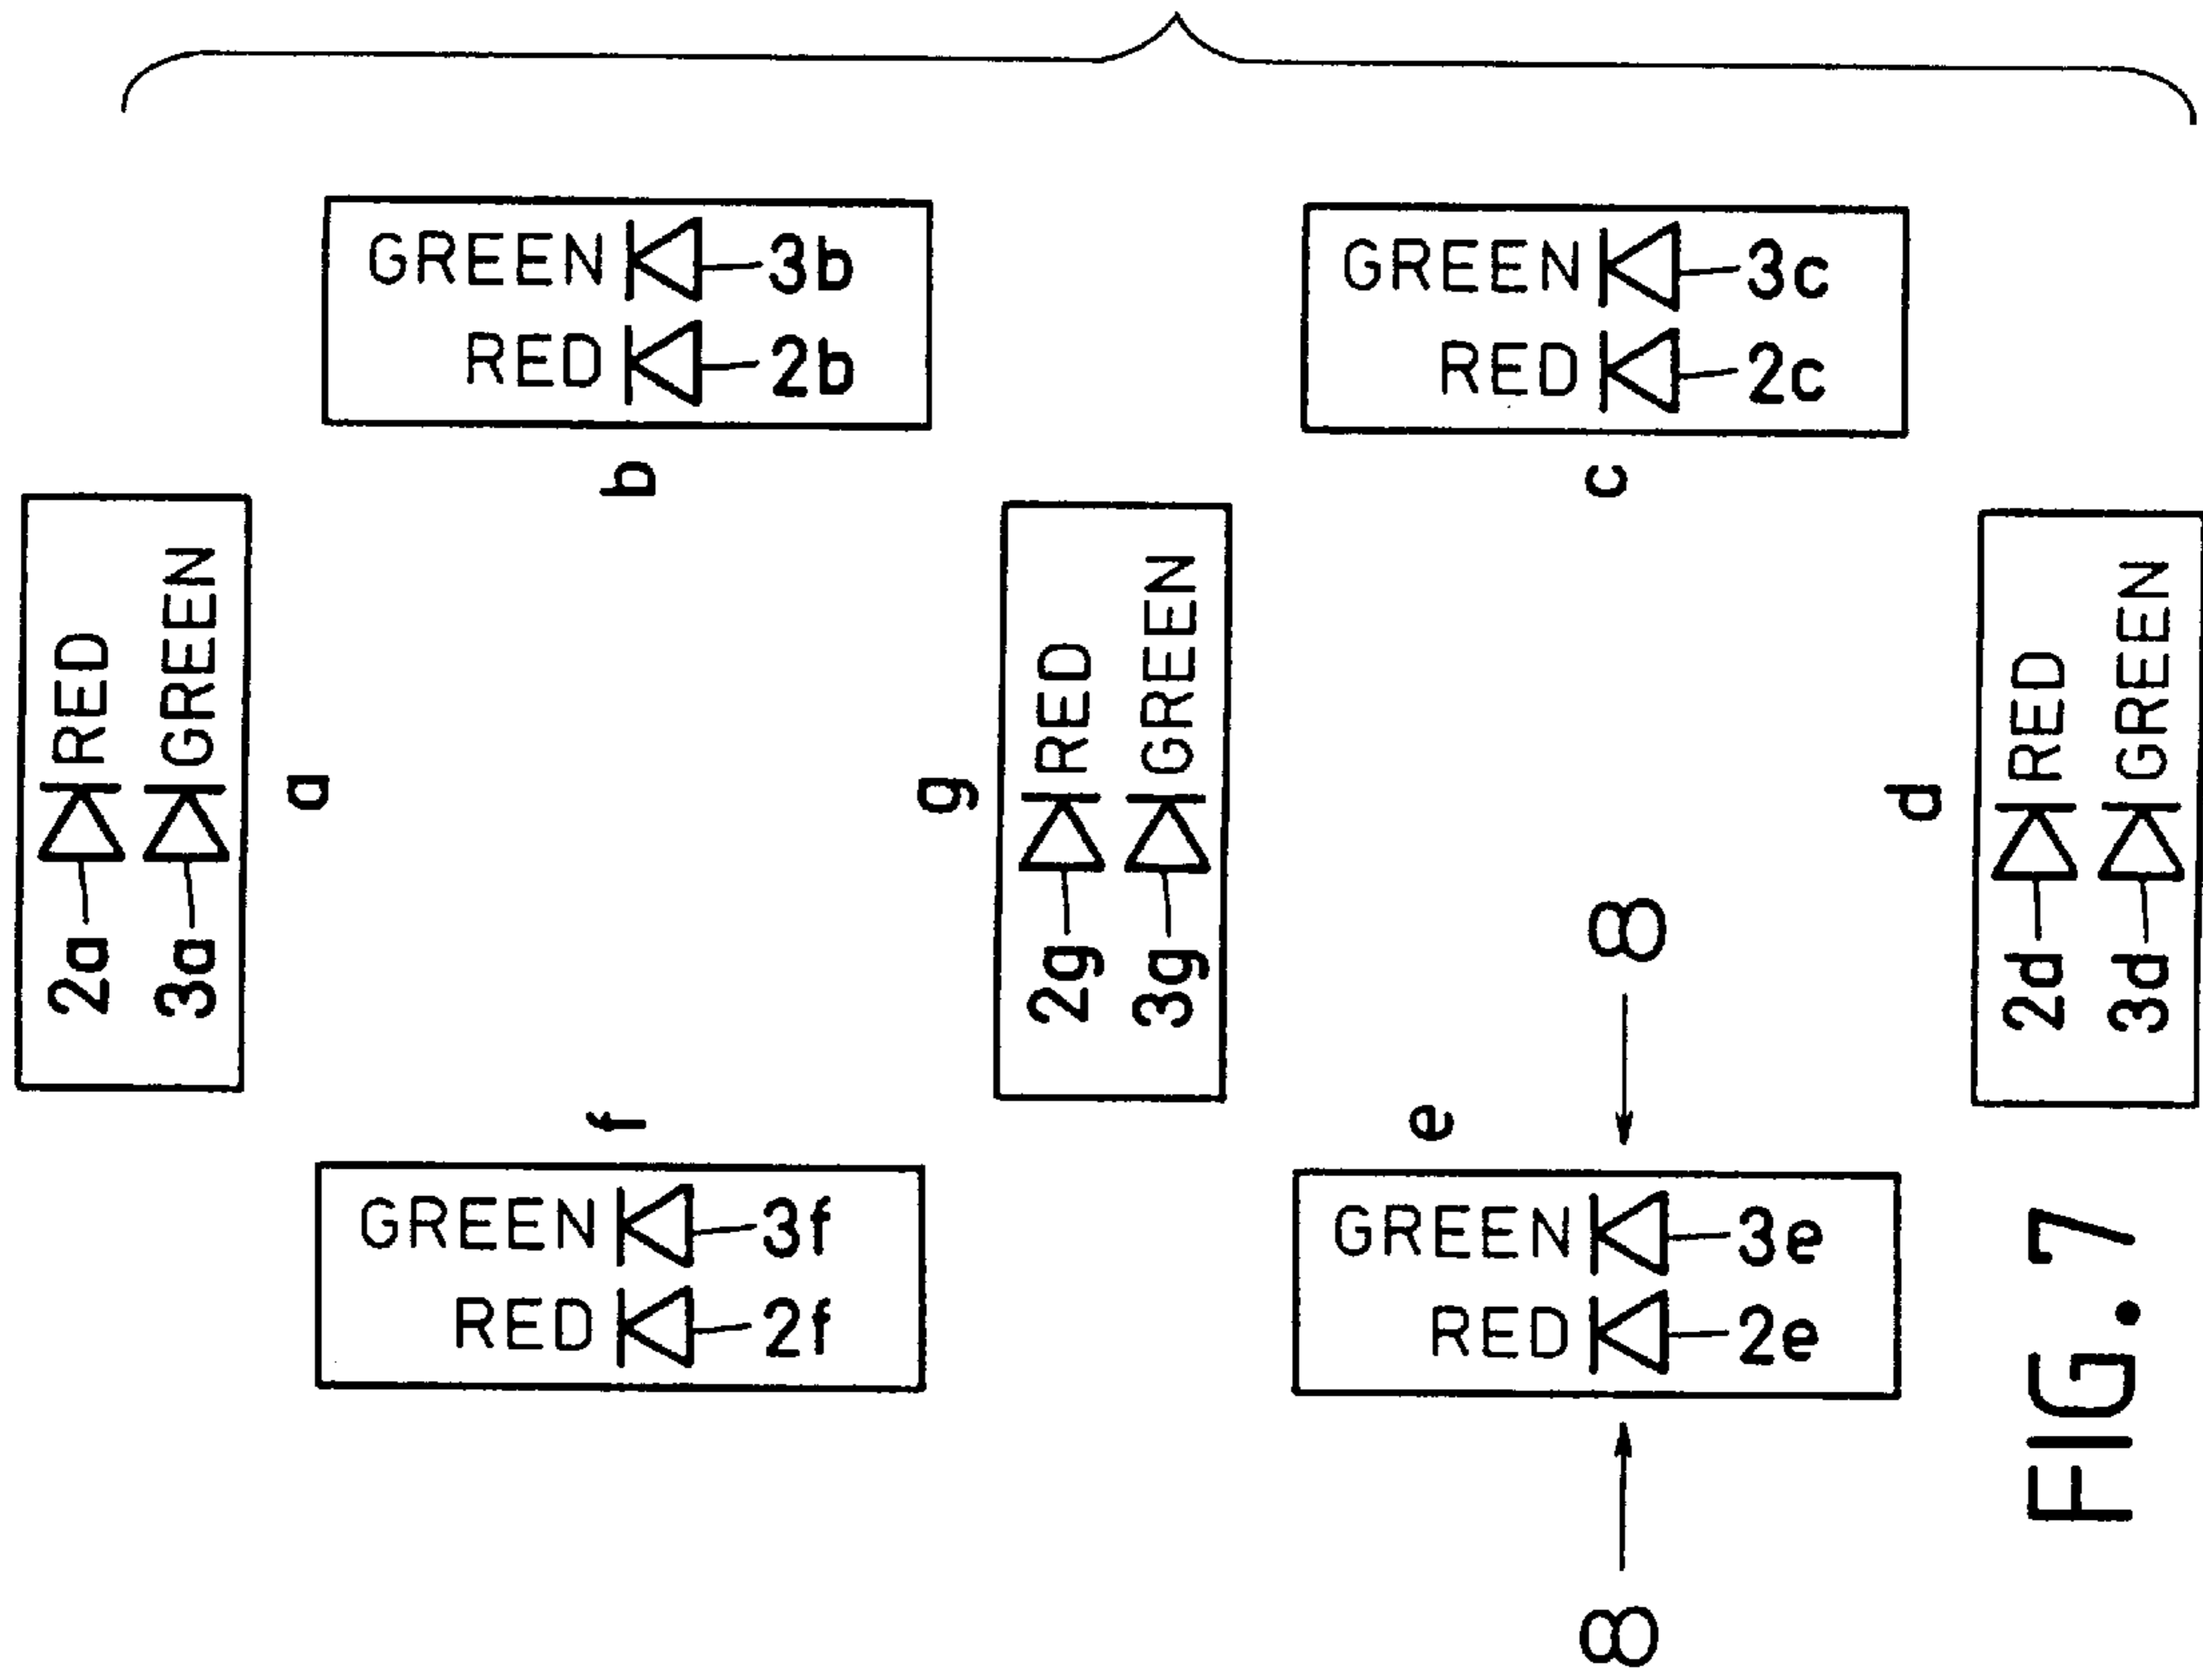 2a RED
3a GREEN
a
f
GREEN 3f
RED 2f
b
GREEN 3b
RED 2b
g
2g RED
3g GREEN
e
GREEN 3e
RED 2e
8
8
c
GREEN 3c
RED 2c
d
2d RED
3d GREEN
FIG. 7